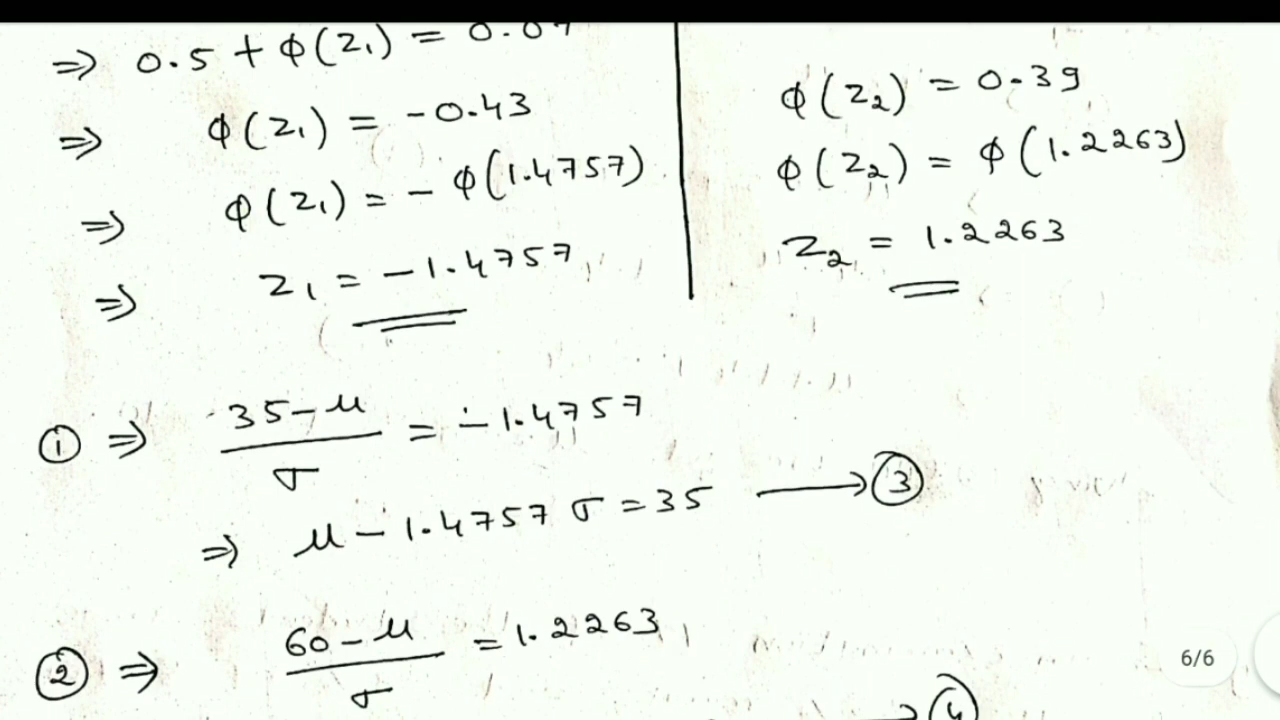 ⇒ 0.5 + φ(z₁) = 0.07
⇒ φ(z₁) = -0.43
⇒ φ(z₁) = - φ(1.4757)
⇒ z₁ = -1.4757
φ(z₂) = 0.39
φ(z₂) = φ(1.2263)
z₂ = 1.2263
① ⇒ (35-μ)/σ = -1.4757
⇒ μ - 1.4757 σ = 35 → ③
② ⇒ (60-μ)/σ = 1.2263
→ ④
6/6